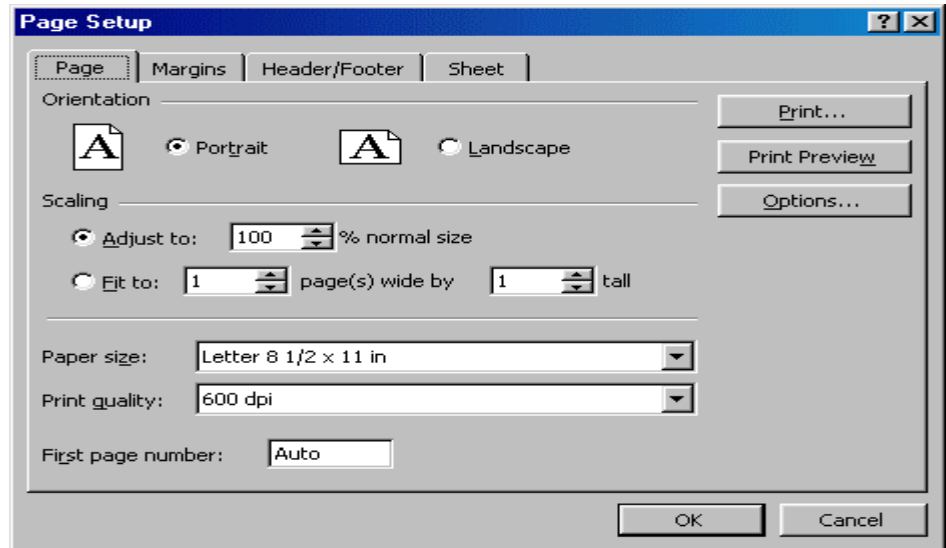 Page Setup
Page Margins Header/Footer Sheet
Orientation
A Portrait A Landscape
Print...
Print Preview
Options...
Scaling
Adjust to: 100 % normal size
Fit to: 1 page(s) wide by 1 tall
Paper size: Letter 8 1/2 x 11 in
Print quality: 600 dpi
First page number: Auto
OK Cancel